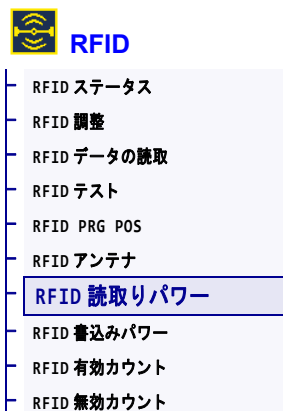 RFID
RFID ステータス
RFID 調整
RFID データの読取
RFID テスト
RFID PRG POS
RFID アンテナ
RFID 読取りパワー
RFID 書込みパワー
RFID 有効カウント
RFID 無効カウント